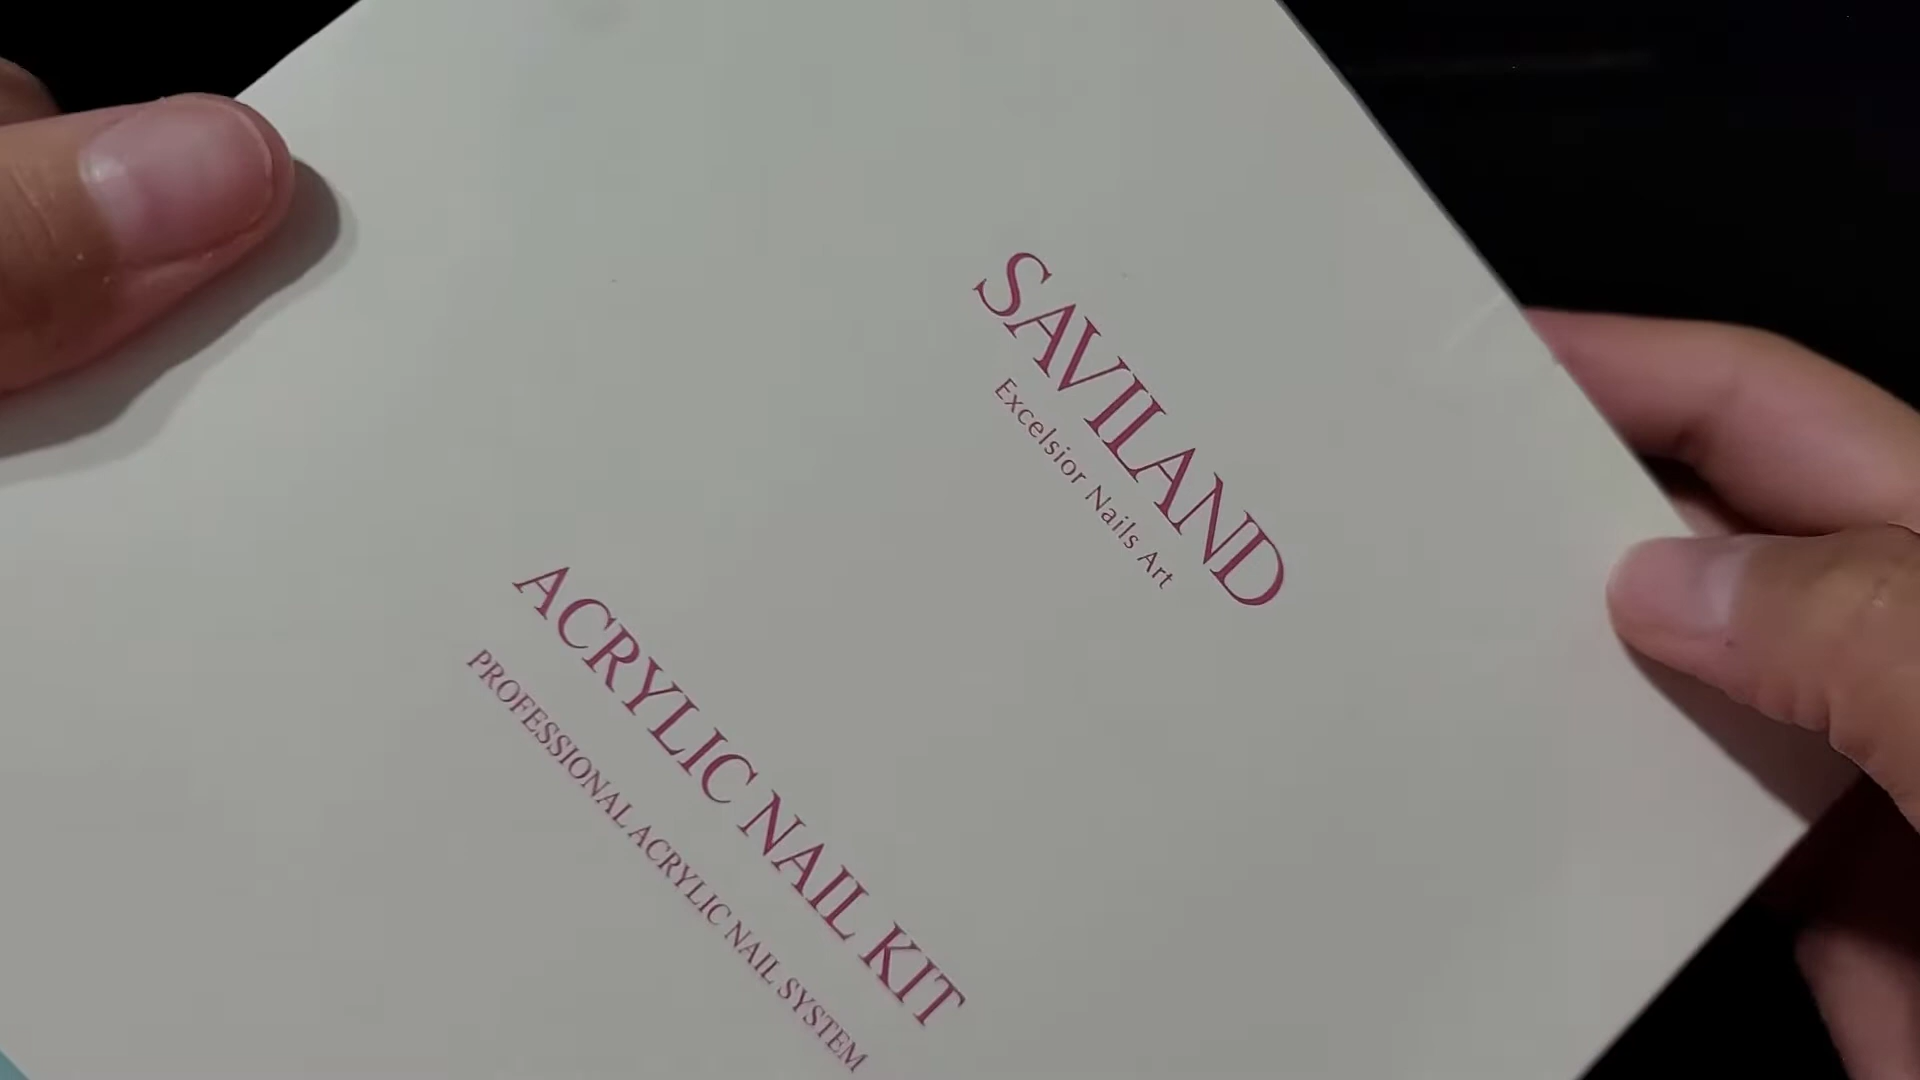 SAVILAND
Excelsior Nails Art
ACRYLIC NAIL KIT
PROFESSIONAL ACRYLIC NAIL SYSTEM